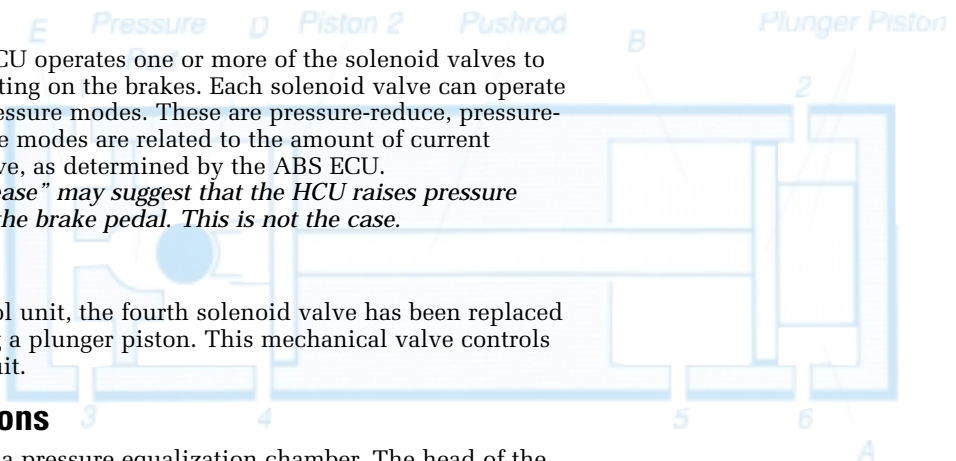 E Pressure D Piston 2 Pushrod B Plunger Piston
CU operates one or more of the solenoid valves to
ting on the brakes. Each solenoid valve can operate
essure modes. These are pressure-reduce, pressure-
e modes are related to the amount of current
ve, as determined by the ABS ECU.
ease” may suggest that the HCU raises pressure
the brake pedal. This is not the case.
2
ol unit, the fourth solenoid valve has been replaced
g a plunger piston. This mechanical valve controls
uit.
ons
3 4 5 6
a pressure equalization chamber. The head of the
A